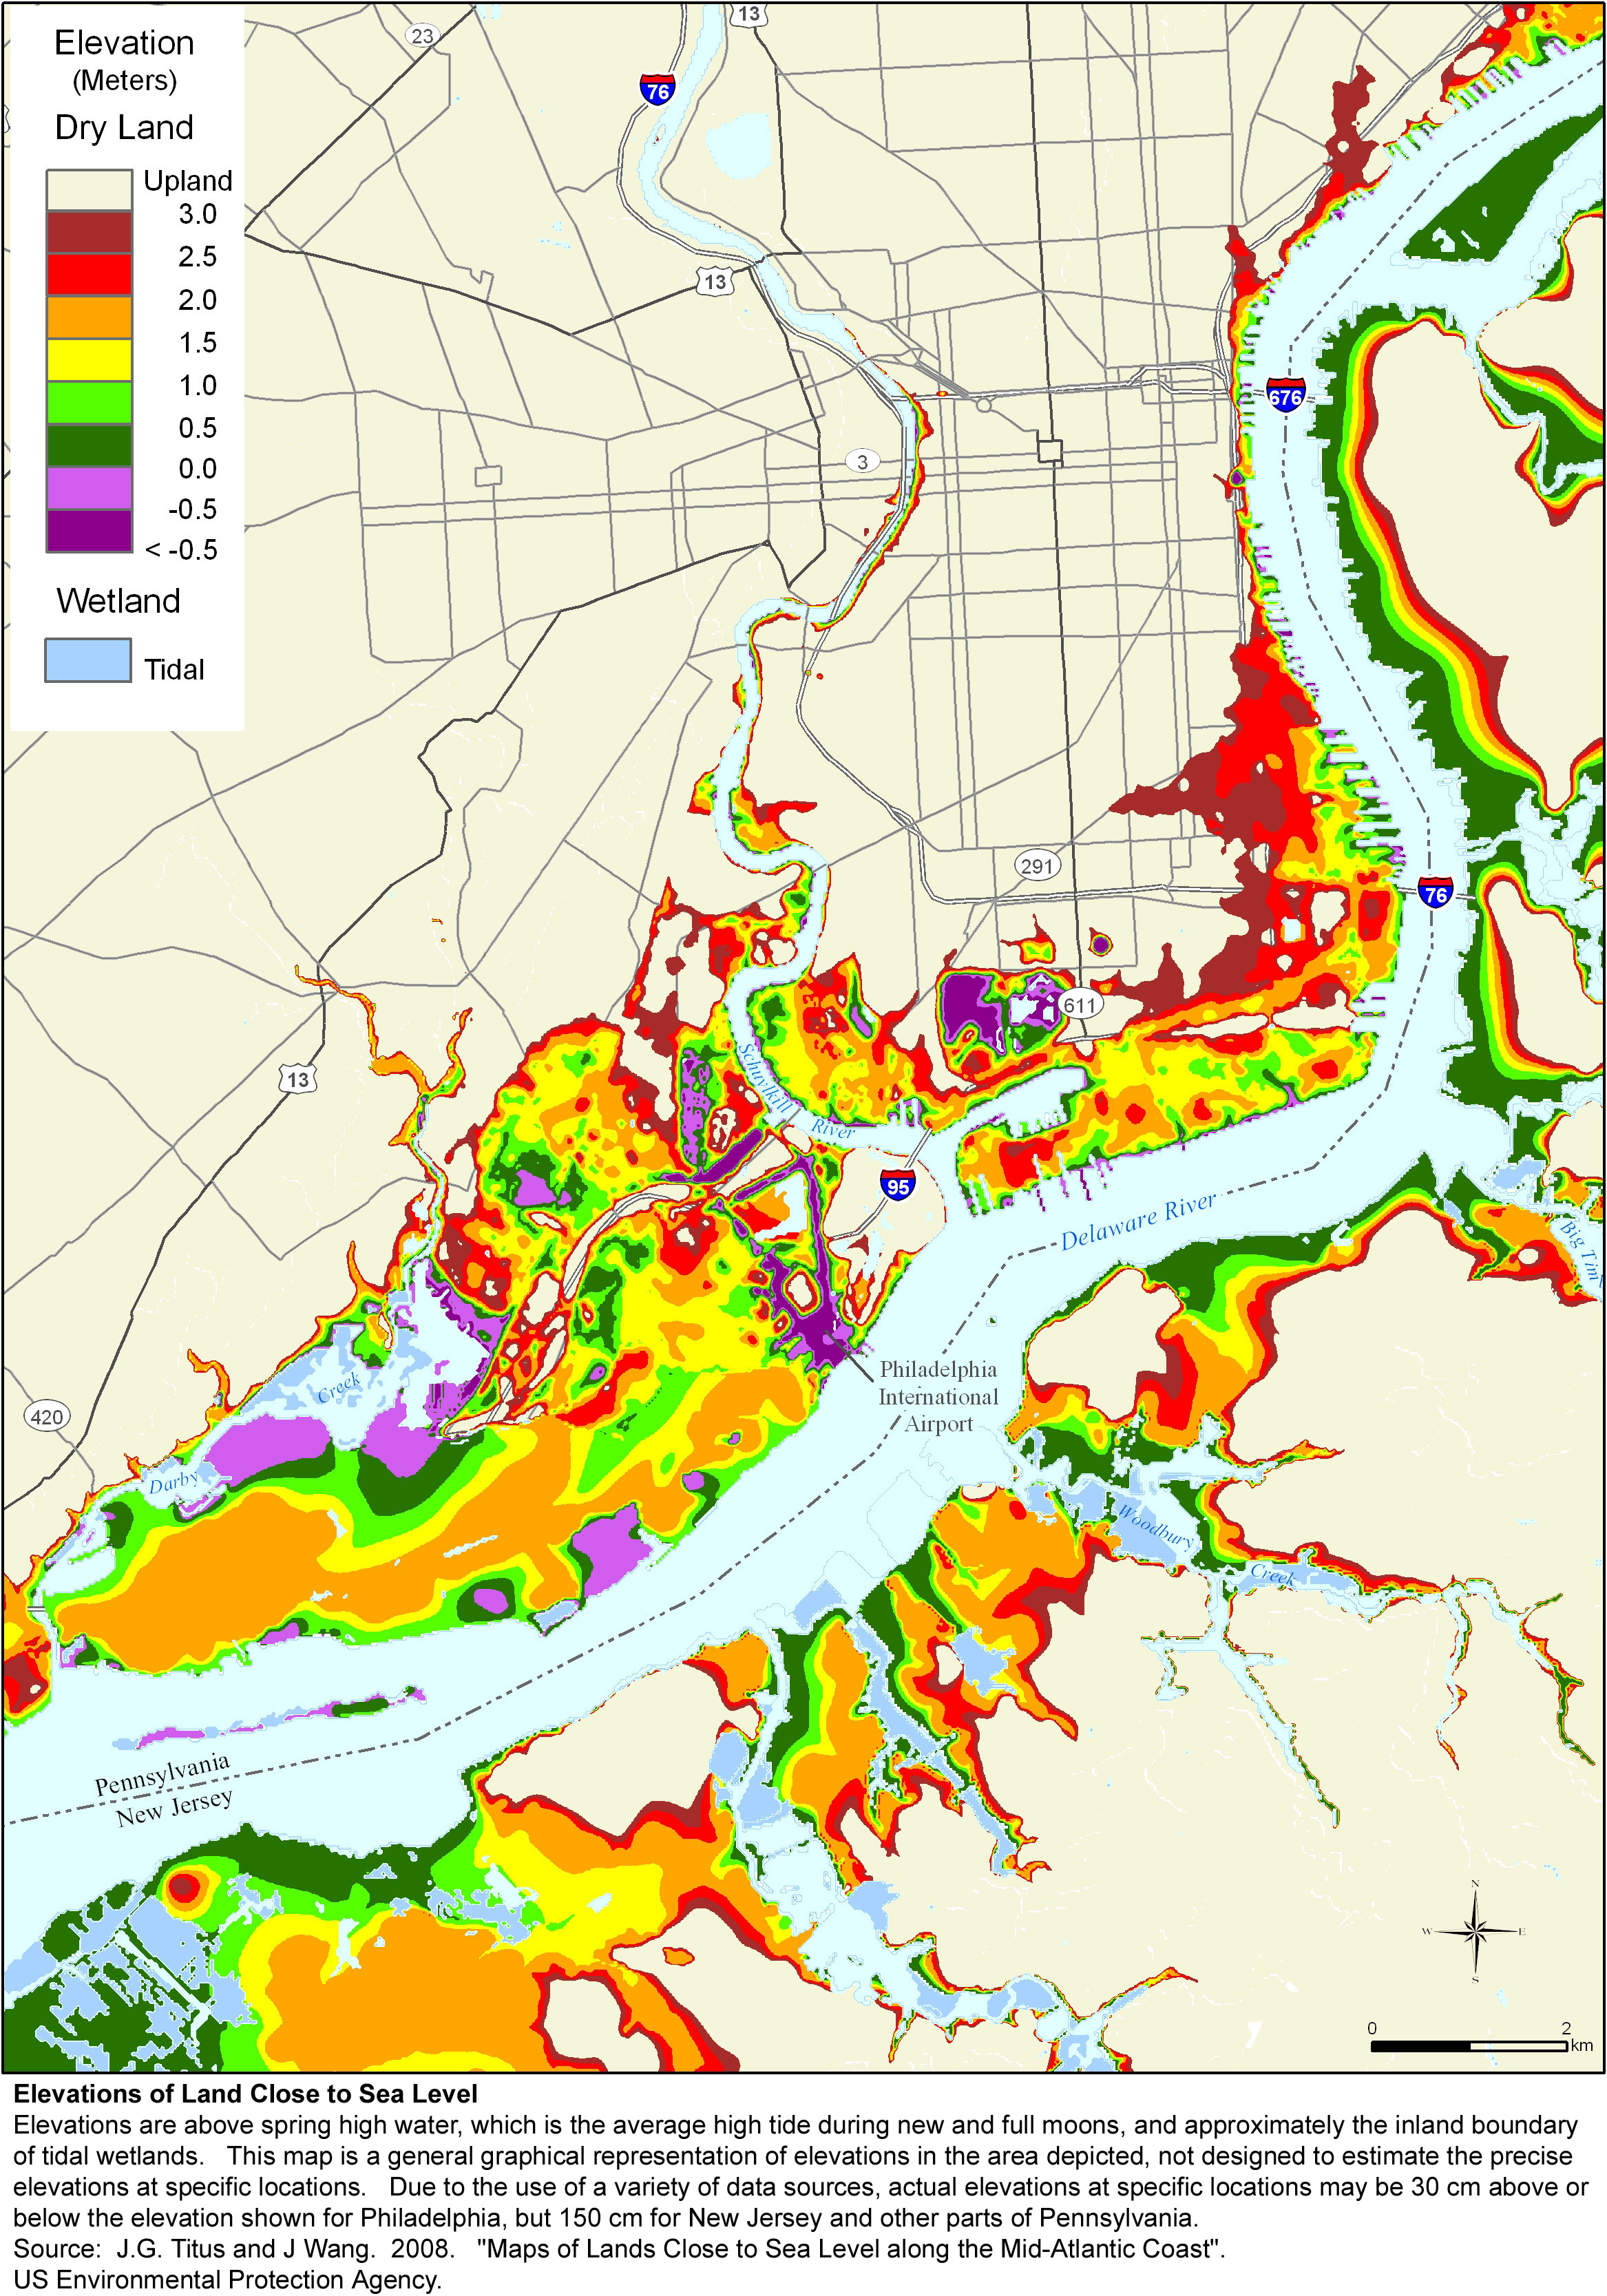 Elevation
(Meters)
Dry Land
Upland
3.0
2.5
2.0
1.5
1.0
0.5
0.0
-0.5
< -0.5
Wetland
Tidal
13
23
76
13
676
3
291
76
611
13
Schuylkill
River
95
Delaware River
Big Tim
Philadelphia
International
Airport
420
Creek
Darby
Woodbury
Creek
Pennsylvania
New Jersey
N
W E
S
0 2
km
Elevations of Land Close to Sea Level
Elevations are above spring high water, which is the average high tide during new and full moons, and approximately the inland boundary
of tidal wetlands. This map is a general graphical representation of elevations in the area depicted, not designed to estimate the precise
elevations at specific locations. Due to the use of a variety of data sources, actual elevations at specific locations may be 30 cm above or
below the elevation shown for Philadelphia, but 150 cm for New Jersey and other parts of Pennsylvania.
Source: J.G. Titus and J Wang. 2008. "Maps of Lands Close to Sea Level along the Mid-Atlantic Coast".
US Environmental Protection Agency.